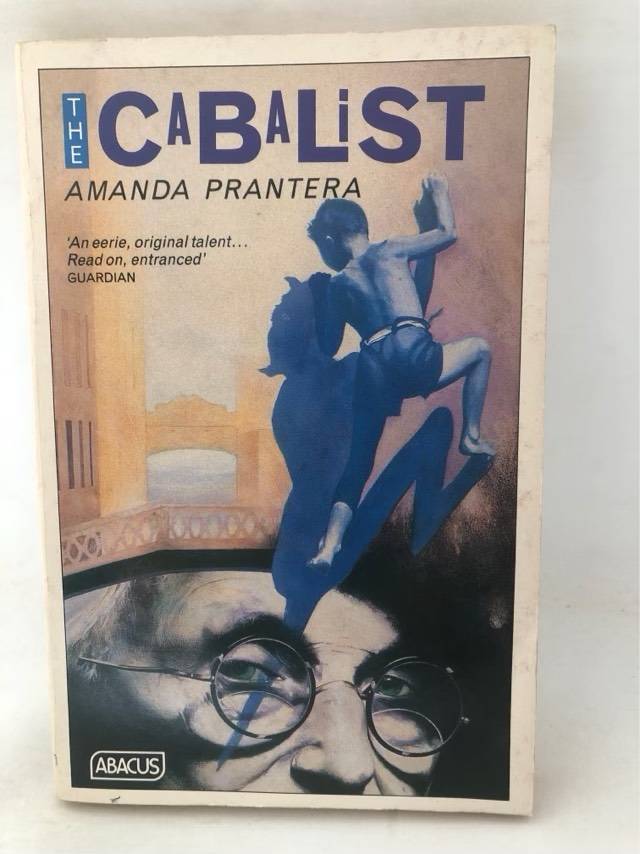 THE CABALiST
AMANDA PRANTERA
'An eerie, original talent...
Read on, entranced'
GUARDIAN
ABACUS